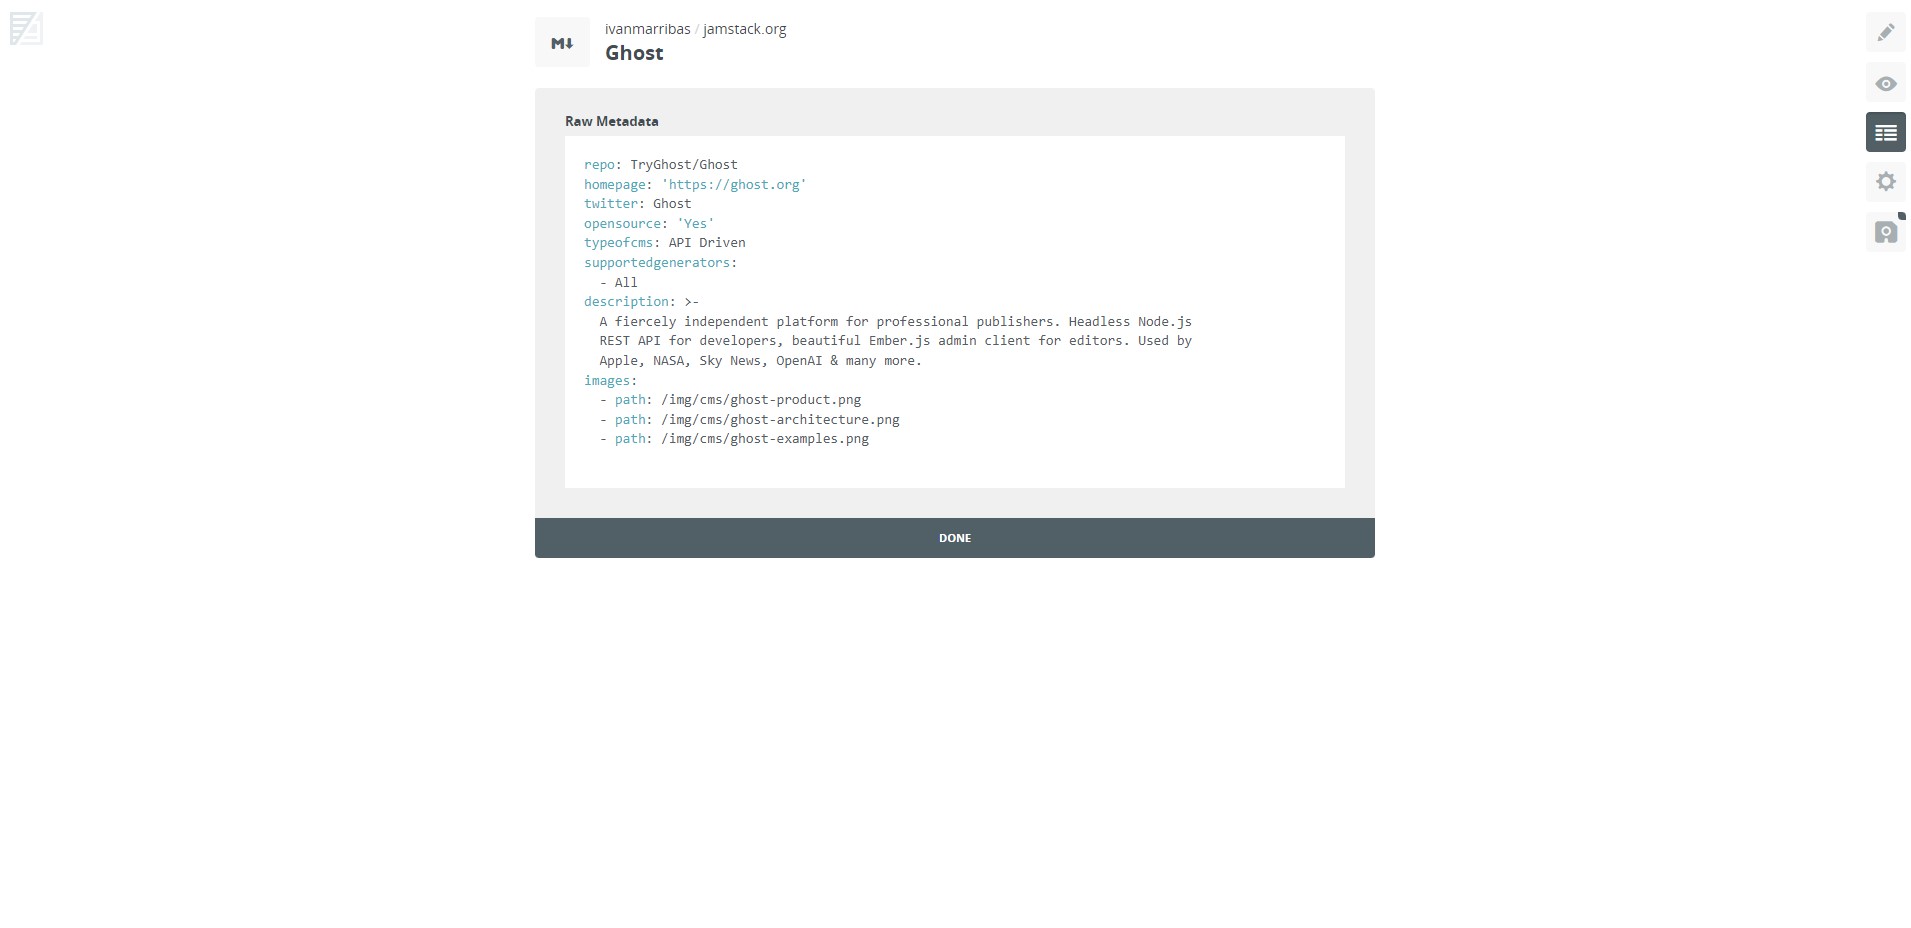 M↓
ivanmarribas / jamstack.org
Ghost
Raw Metadata
repo: TryGhost/Ghost
homepage: 'https://ghost.org'
twitter: Ghost
opensource: 'Yes'
typeofcms: API Driven
supportedgenerators:
  - All
description: >-
  A fiercely independent platform for professional publishers. Headless Node.js
  REST API for developers, beautiful Ember.js admin client for editors. Used by
  Apple, NASA, Sky News, OpenAI & many more.
images:
  - path: /img/cms/ghost-product.png
  - path: /img/cms/ghost-architecture.png
  - path: /img/cms/ghost-examples.png
DONE